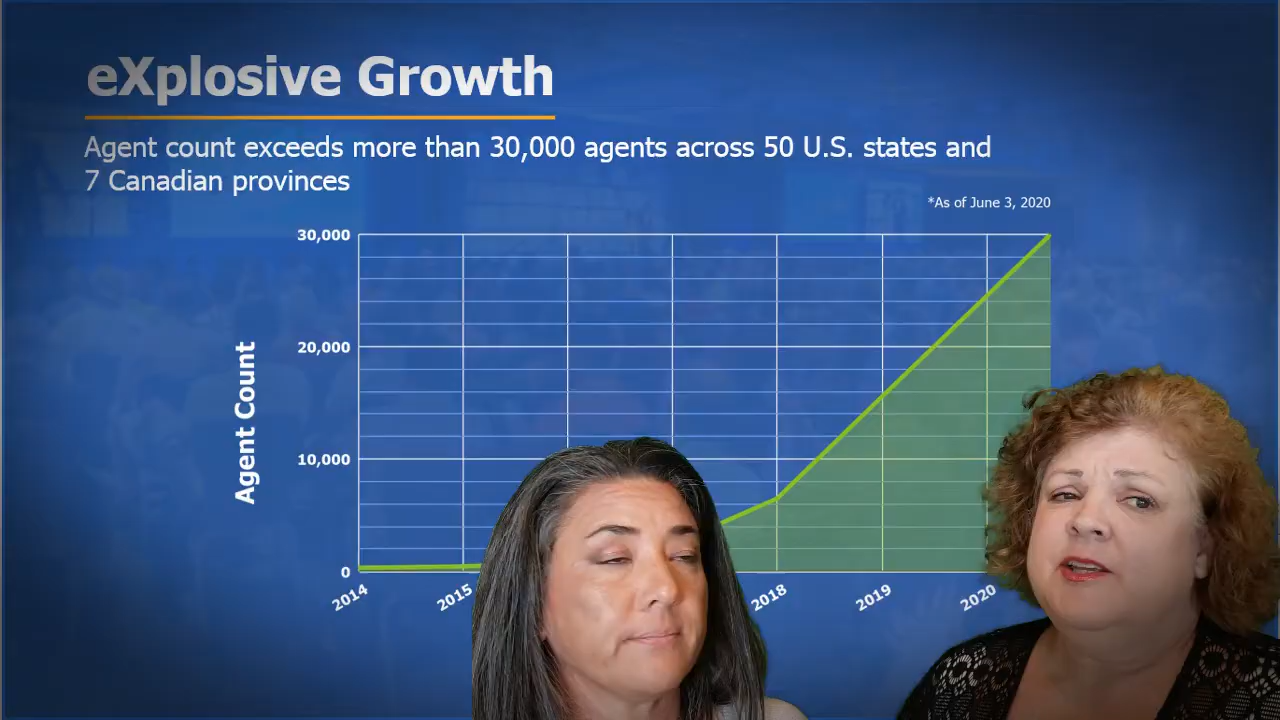 eXplosive Growth
Agent count exceeds more than 30,000 agents across 50 U.S. states and
7 Canadian provinces
*As of June 3, 2020
30,000
20,000
Agent Count
10,000
0
2014
2015
2018
2019
2020